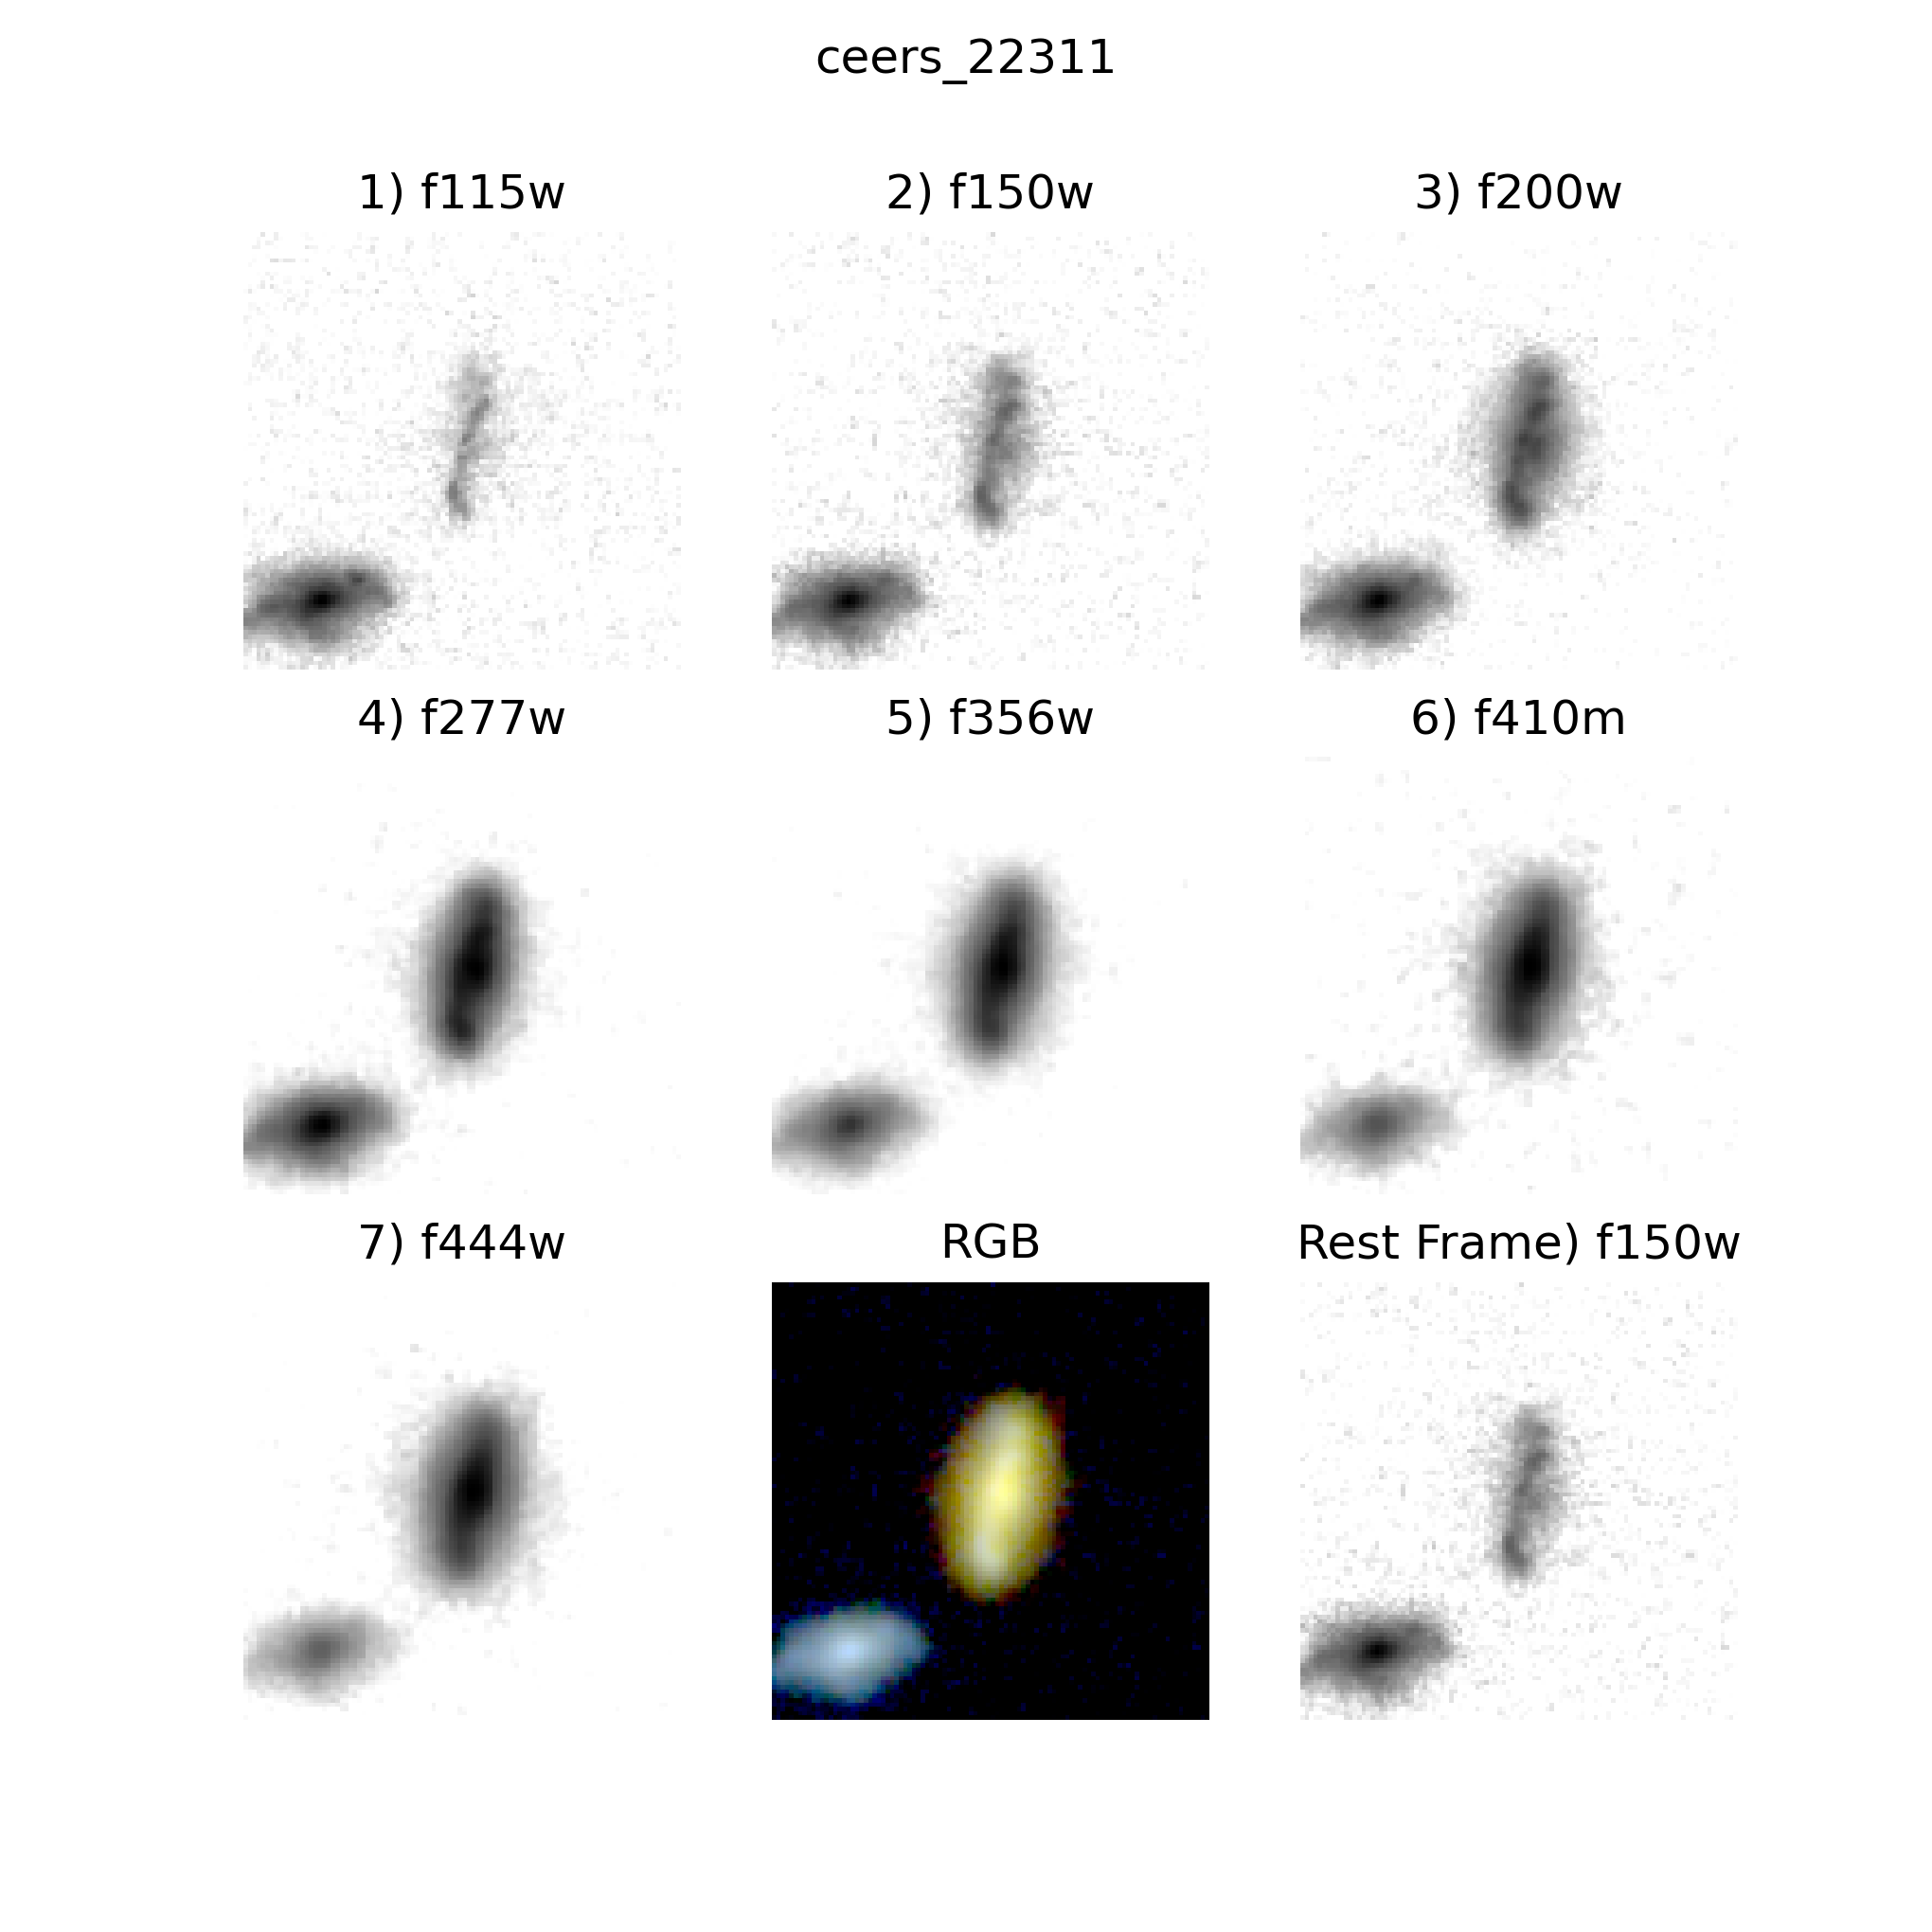 ceers_22311
1) f115w
2) f150w
3) f200w
4) f277w
5) f356w
6) f410m
7) f444w
RGB
Rest Frame) f150w